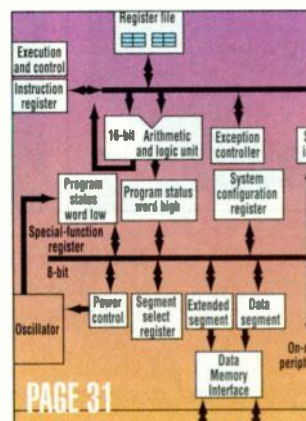 Register file
Execution
and control
Instruction
register
16-bit Arithmetic
and logic unit
Exception
controller
Program
status
word low
Program status
word high
System
configuration
register
Special-function
register
8-bit
Oscillator
Power
control
Segment
select
register
Extended
segment
Data
segment
Data
Memory
Interface
PAGE 31